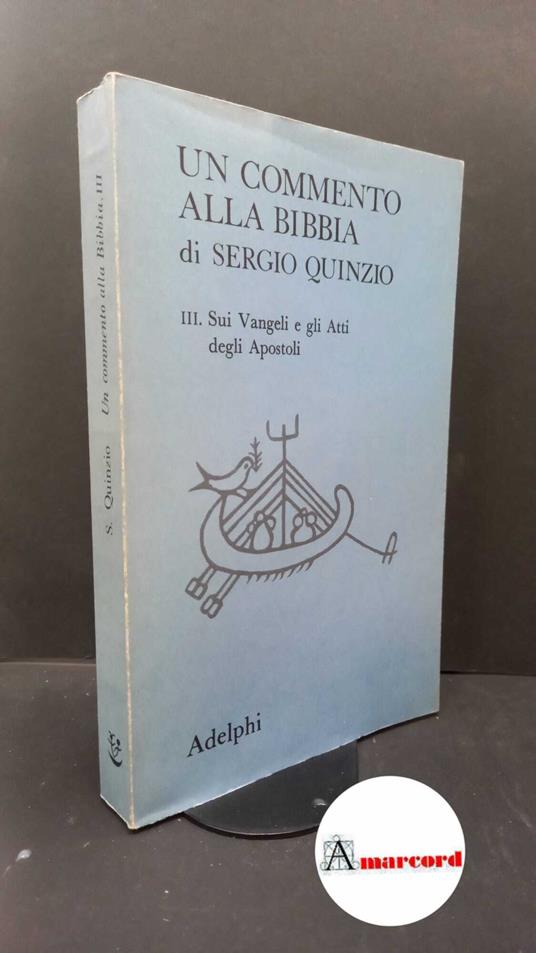 UN COMMENTO
ALLA BIBBIA
di SERGIO QUINZIO
III. Sui Vangeli e gli Atti
degli Apostoli
Adelphi
S. Quinzio Un commento alla Bibbia. III
Amarcord